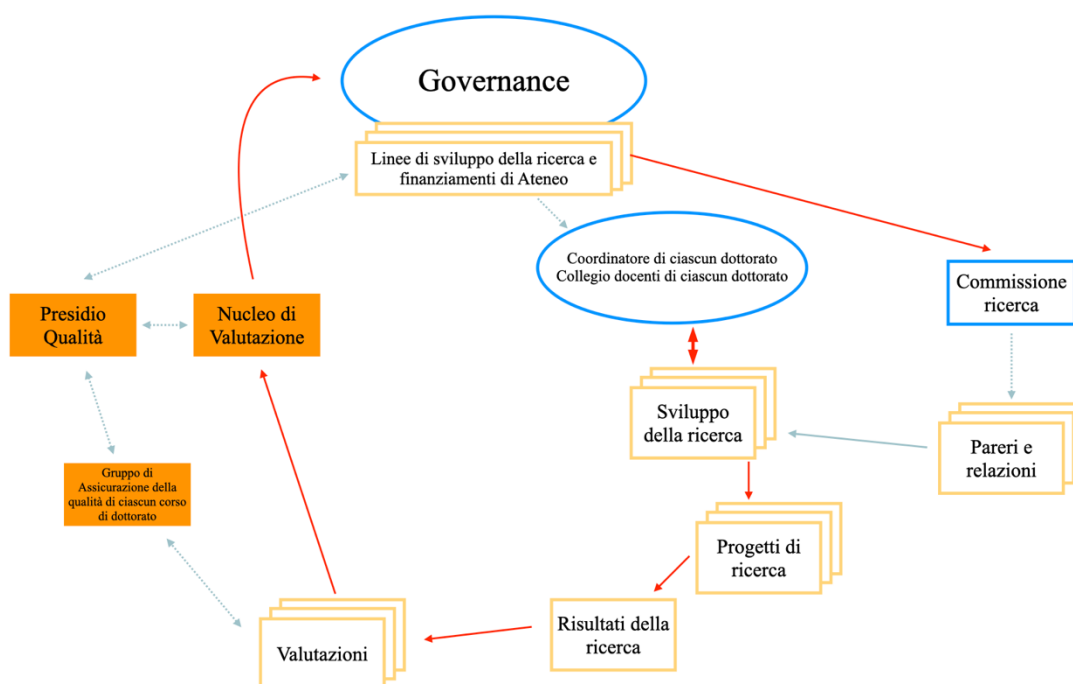 Governance
Linee di sviluppo della ricerca e
finanziamenti di Ateneo
Coordinatore di ciascun dottorato
Collegio docenti di ciascun dottorato
Commissione
ricerca
Presidio
Qualità
Nucleo di
Valutazione
Sviluppo
della ricerca
Pareri e
relazioni
Gruppo di
Assicurazione della
qualità di ciascun corso
di dottorato
Progetti di
ricerca
Risultati della
ricerca
Valutazioni